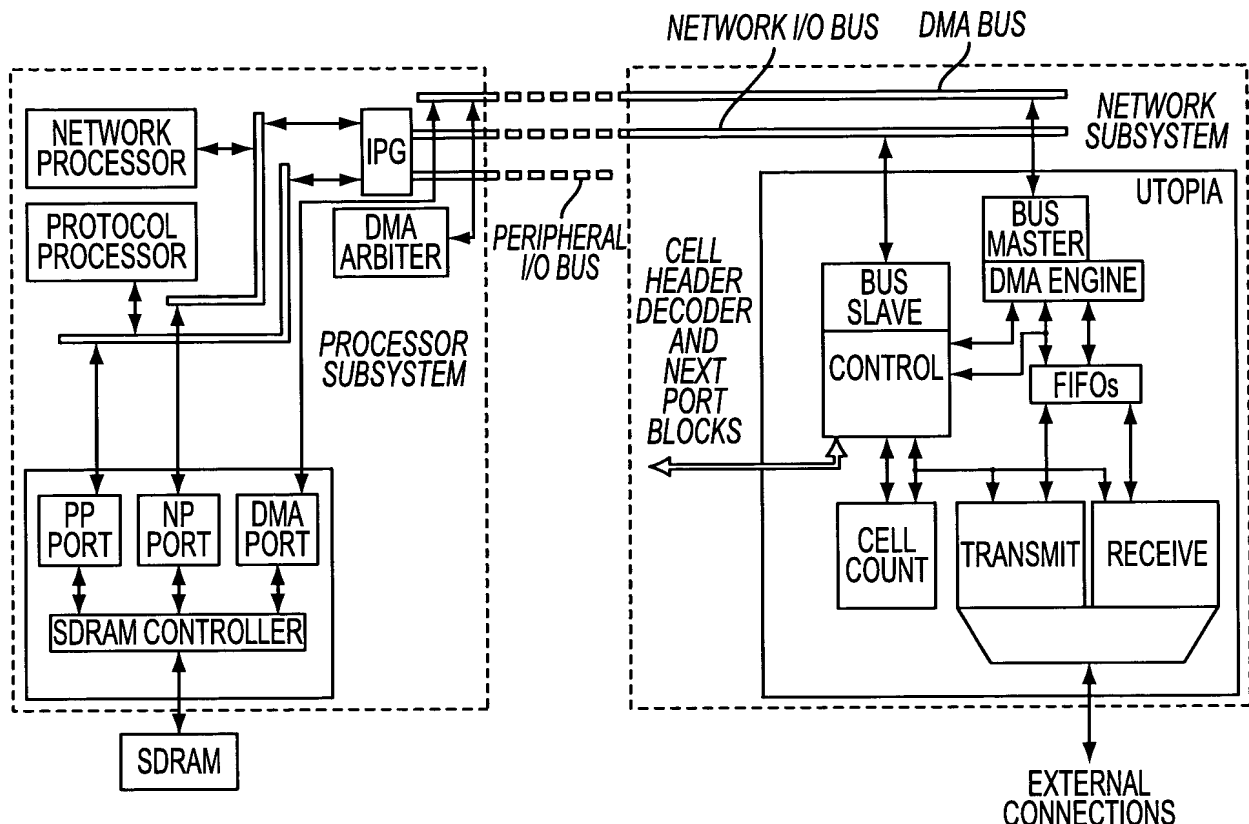 NETWORK I/O BUS
DMA BUS
NETWORK
PROCESSOR
IPG
NETWORK
SUBSYSTEM
PROTOCOL
PROCESSOR
DMA
ARBITER
PERIPHERAL
I/O BUS
PROCESSOR
SUBSYSTEM
CELL
HEADER
DECODER
AND
NEXT
PORT
BLOCKS
UTOPIA
BUS
MASTER
DMA ENGINE
BUS
SLAVE
CONTROL
FIFOs
PP
PORT
NP
PORT
DMA
PORT
SDRAM CONTROLLER
CELL
COUNT
TRANSMIT
RECEIVE
SDRAM
EXTERNAL
CONNECTIONS